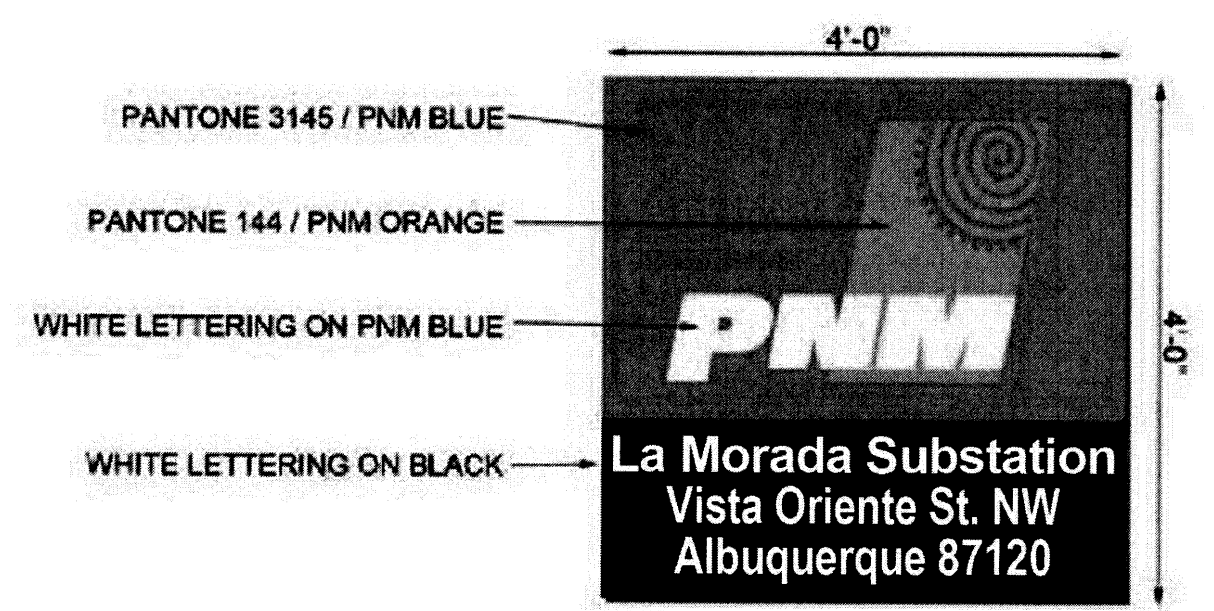 4'-0"
PANTONE 3145 / PNM BLUE
PANTONE 144 / PNM ORANGE
WHITE LETTERING ON PNM BLUE
PNM
4'-0"
WHITE LETTERING ON BLACK
La Morada Substation
Vista Oriente St. NW
Albuquerque 87120